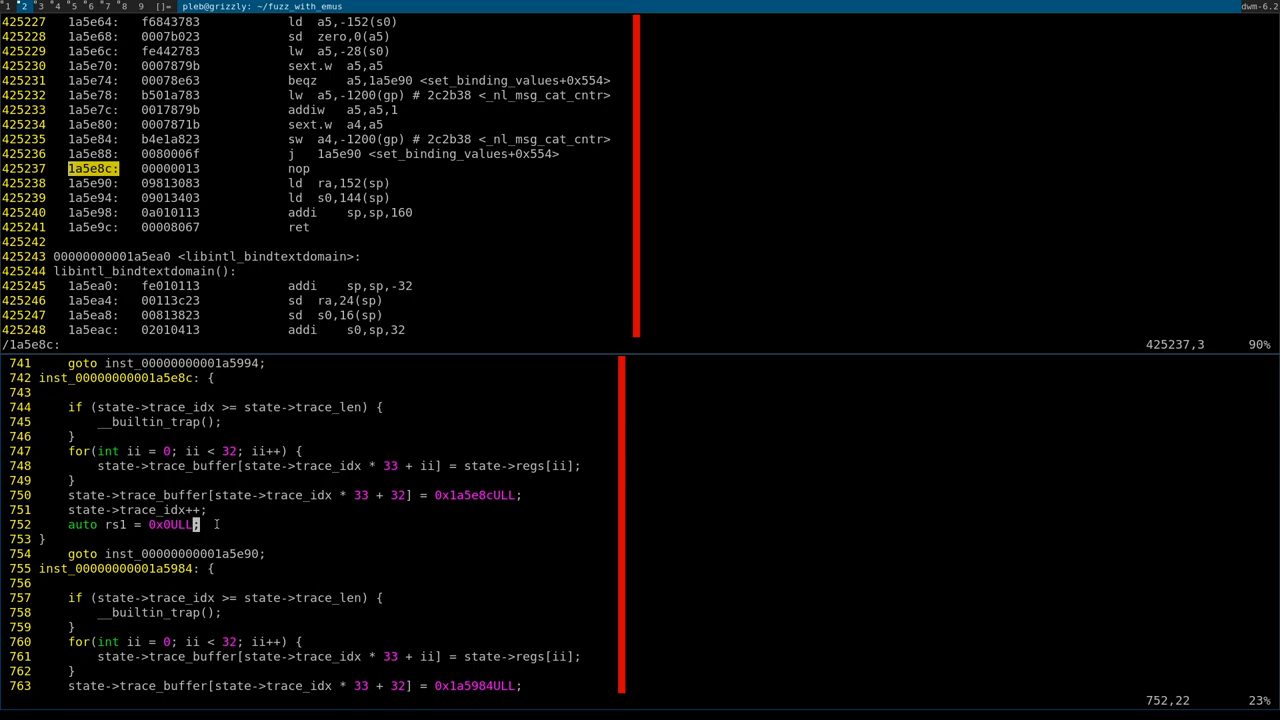 1 2 3 4 5 6 7 8 9 []= pleb@grizzly: ~/fuzz_with_emus dwm-6.2
425227 1a5e64: f6843783 ld a5,-152(s0)
425228 1a5e68: 0007b023 sd zero,0(a5)
425229 1a5e6c: fe442783 lw a5,-28(s0)
425230 1a5e70: 0007879b sext.w a5,a5
425231 1a5e74: 00078e63 beqz a5,1a5e90 <set_binding_values+0x554>
425232 1a5e78: b501a783 lw a5,-1200(gp) # 2c2b38 <_nl_msg_cat_cntr>
425233 1a5e7c: 0017879b addiw a5,a5,1
425234 1a5e80: 0007871b sext.w a4,a5
425235 1a5e84: b4e1a823 sw a4,-1200(gp) # 2c2b38 <_nl_msg_cat_cntr>
425236 1a5e88: 0080006f j 1a5e90 <set_binding_values+0x554>
425237 1a5e8c: 00000013 nop
425238 1a5e90: 09813083 ld ra,152(sp)
425239 1a5e94: 09013403 ld s0,144(sp)
425240 1a5e98: 0a010113 addi sp,sp,160
425241 1a5e9c: 00008067 ret
425242
425243 00000000001a5ea0 <libintl_bindtextdomain>:
425244 libintl_bindtextdomain():
425245 1a5ea0: fe010113 addi sp,sp,-32
425246 1a5ea4: 00113c23 sd ra,24(sp)
425247 1a5ea8: 00813823 sd s0,16(sp)
425248 1a5eac: 02010413 addi s0,sp,32
/1a5e8c: 425237,3 90%
741 goto inst_00000000001a5994;
742 inst_00000000001a5e8c: {
743
744 if (state->trace_idx >= state->trace_len) {
745 __builtin_trap();
746 }
747 for(int ii = 0; ii < 32; ii++) {
748 state->trace_buffer[state->trace_idx * 33 + ii] = state->regs[ii];
749 }
750 state->trace_buffer[state->trace_idx * 33 + 32] = 0x1a5e8cULL;
751 state->trace_idx++;
752 auto rs1 = 0x0ULL;
753 }
754 goto inst_00000000001a5e90;
755 inst_00000000001a5984: {
756
757 if (state->trace_idx >= state->trace_len) {
758 __builtin_trap();
759 }
760 for(int ii = 0; ii < 32; ii++) {
761 state->trace_buffer[state->trace_idx * 33 + ii] = state->regs[ii];
762 }
763 state->trace_buffer[state->trace_idx * 33 + 32] = 0x1a5984ULL;
752,22 23%